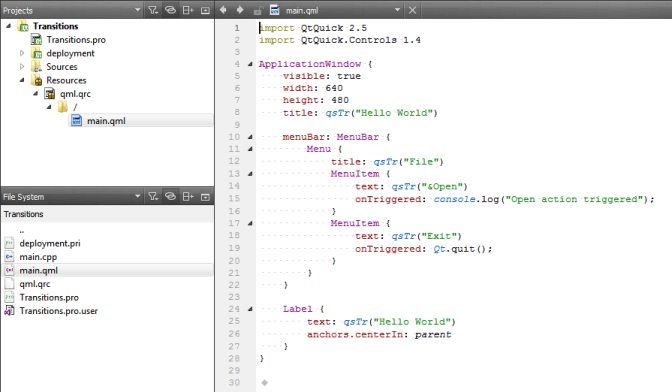 Projects
Transitions
Transitions.pro
deployment
Sources
Resources
qml.qrc
/
main.qml
File System
Transitions
..
deployment.pri
main.cpp
main.qml
qml.qrc
Transitions.pro
Transitions.pro.user
main.qml
1 import QtQuick 2.5
2 import QtQuick.Controls 1.4
3
4 ApplicationWindow {
5 visible: true
6 width: 640
7 height: 480
8 title: qsTr("Hello World")
9
10 menuBar: MenuBar {
11 Menu {
12 title: qsTr("File")
13 MenuItem {
14 text: qsTr("&Open")
15 onTriggered: console.log("Open action triggered");
16 }
17 MenuItem {
18 text: qsTr("Exit")
19 onTriggered: Qt.quit();
20 }
21 }
22 }
23
24 Label {
25 text: qsTr("Hello World")
26 anchors.centerIn: parent
27 }
28 }
29
30